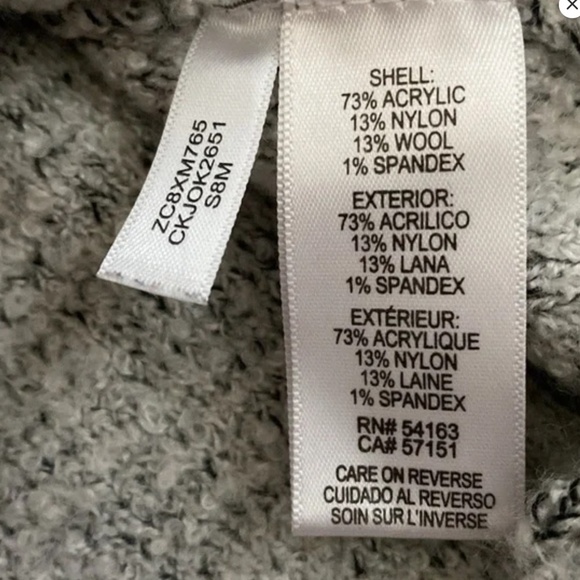 ZC8XM765
CKJOK2651
S8M
SHELL:
73% ACRYLIC
13% NYLON
13% WOOL
1% SPANDEX
EXTERIOR:
73% ACRILICO
13% NYLON
13% LANA
1% SPANDEX
EXTÉRIEUR:
73% ACRYLIQUE
13% NYLON
13% LAINE
1% SPANDEX
RN# 54163
CA# 57151
CARE ON REVERSE
CUIDADO AL REVERSO
SOIN SUR L'INVERSE